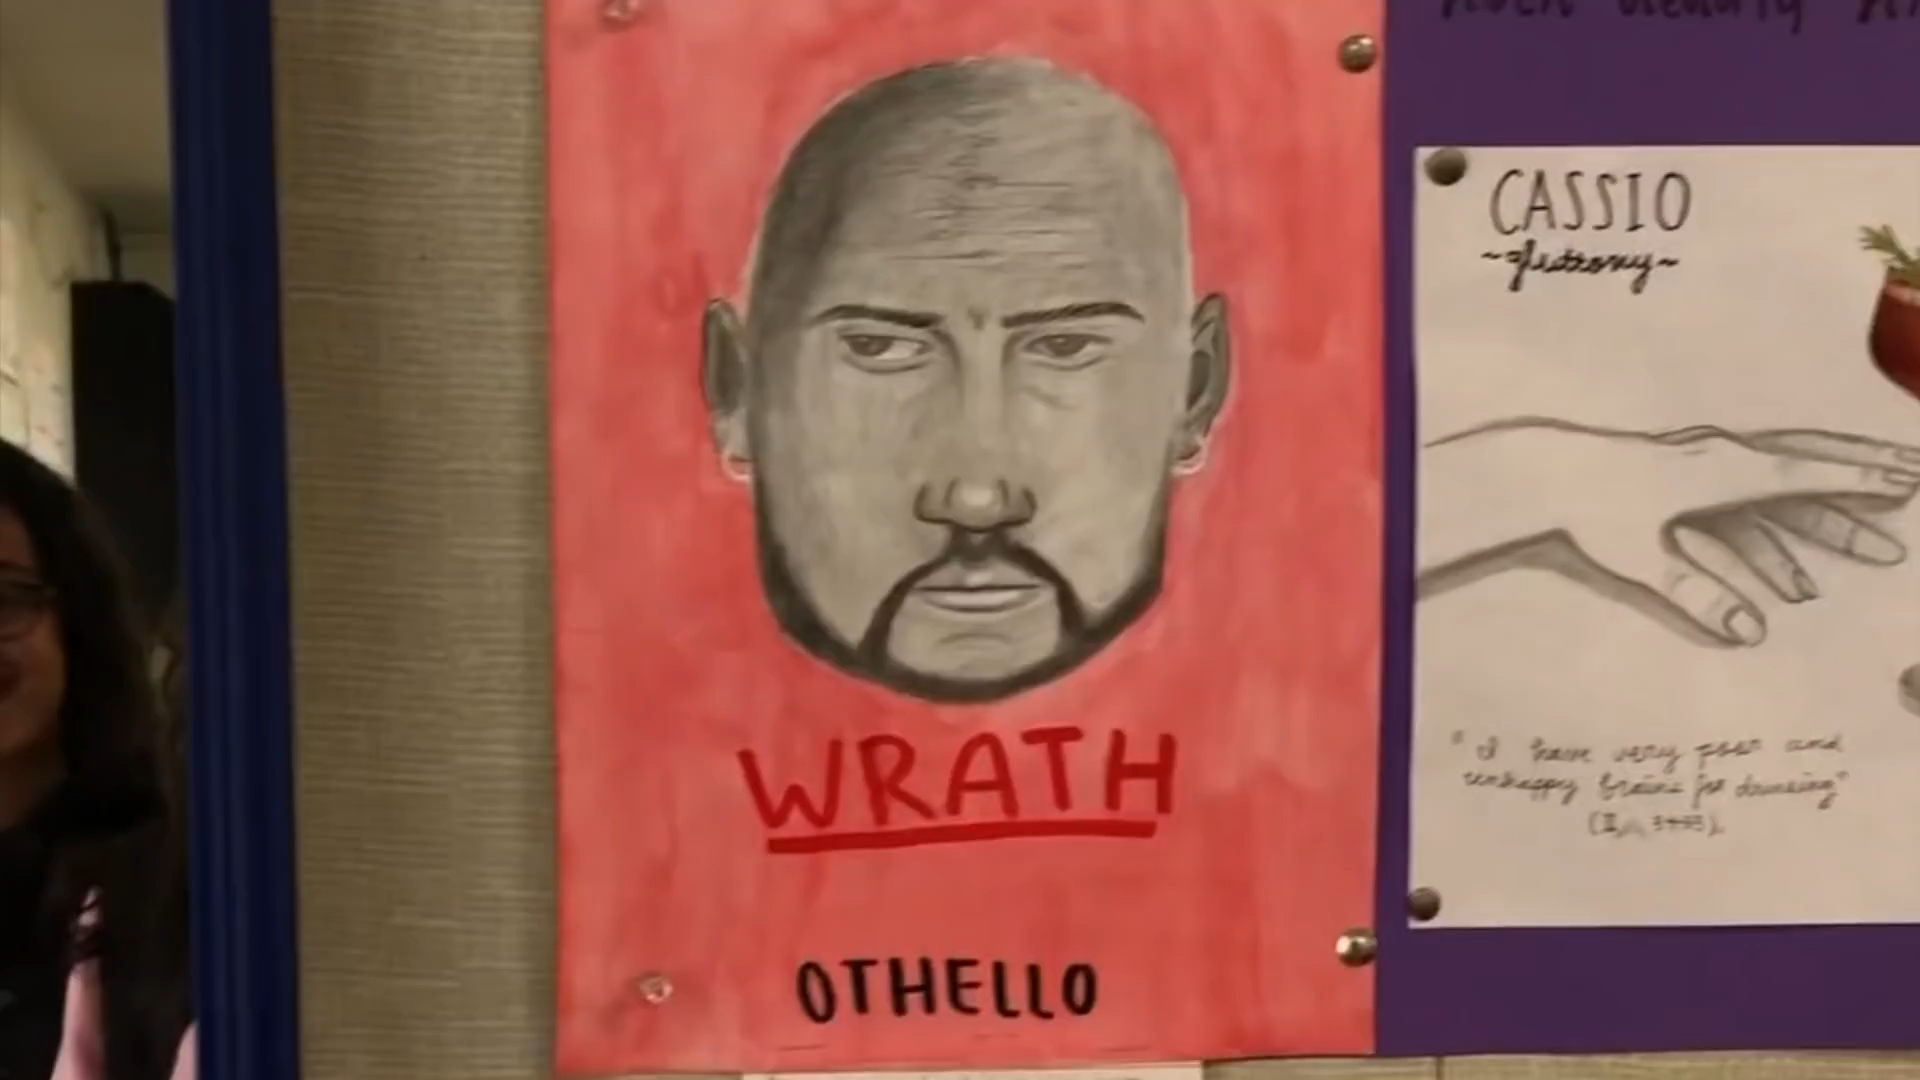 WRATH
OTHELLO
CASSIO
~gluttony~
"I have very poor and
unhappy brains for drinking"